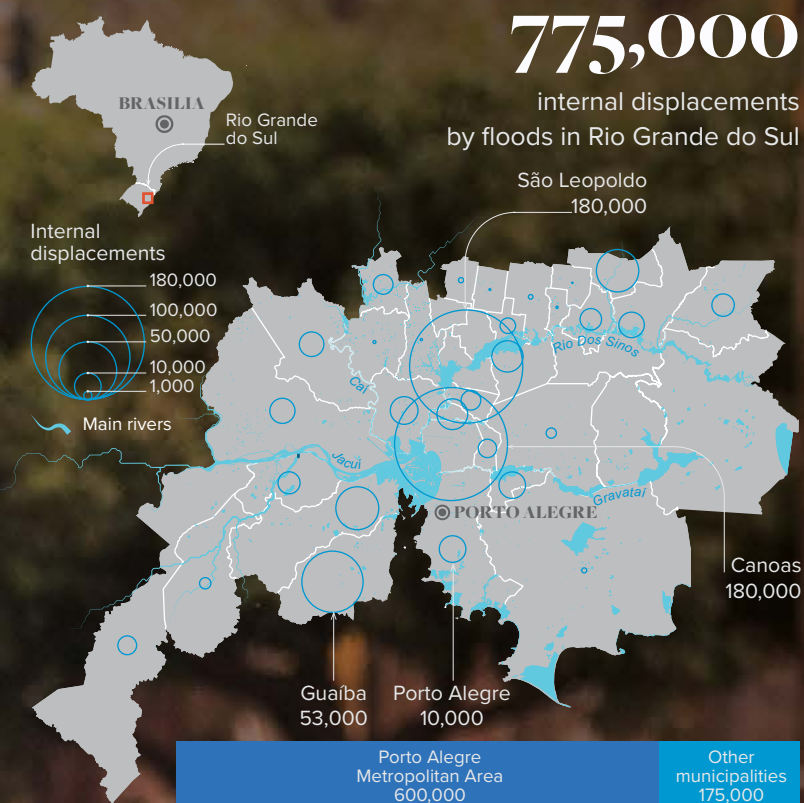 775,000
internal displacements
by floods in Rio Grande do Sul
BRASILIA
Rio Grande
do Sul
São Leopoldo
180,000
Internal
displacements
180,000
100,000
50,000
10,000
1,000
Main rivers
Caí
Rio Dos Sinos
Jacuí
Gravataí
PORTO ALEGRE
Canoas
180,000
Guaíba
53,000
Porto Alegre
10,000
Porto Alegre
Metropolitan Area
600,000
Other
municipalities
175,000